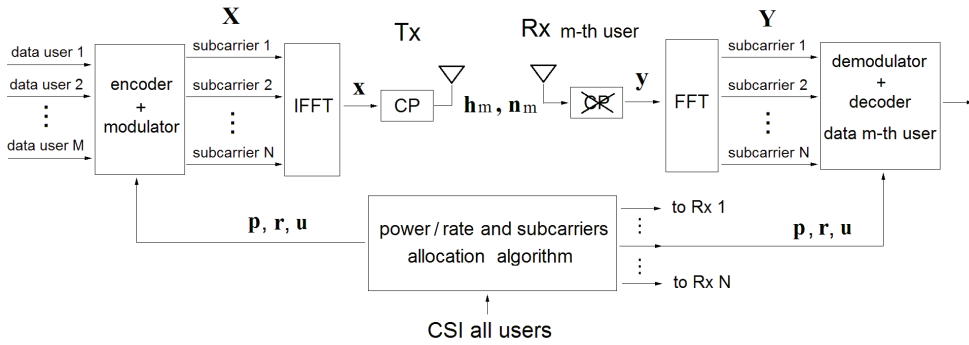 X
Tx
Rx m-th user
Y
data user 1
data user 2
data user M
encoder
+
modulator
subcarrier 1
subcarrier 2
subcarrier N
IFFT
x
CP
hm, nm
CP
y
FFT
subcarrier 1
subcarrier 2
subcarrier N
demodulator
+
decoder
data m-th user
p, r, u
power / rate and subcarriers
allocation algorithm
to Rx 1
to Rx N
p, r, u
CSI all users